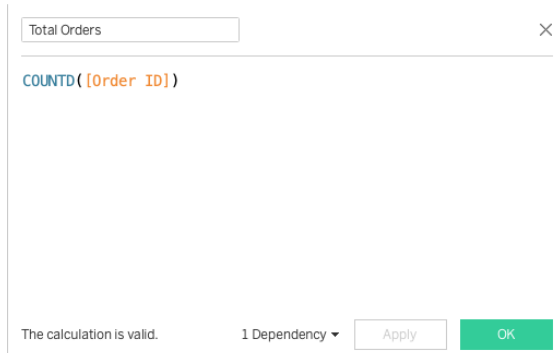 Total Orders
COUNTD([Order ID])
The calculation is valid. 1 Dependency Apply OK